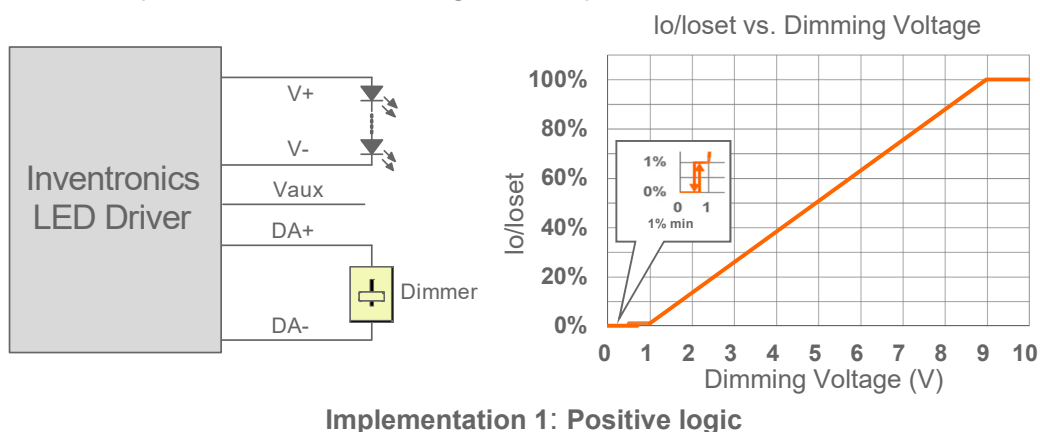 Io/Ioset vs. Dimming Voltage
Inventronics
LED Driver
V+
V-
Vaux
DA+
DA-
Dimmer
Io/Ioset
100%
80%
60%
40%
20%
0%
1%
0%
0 1
1% min
0 1 2 3 4 5 6 7 8 9 10
Dimming Voltage (V)
Implementation 1: Positive logic